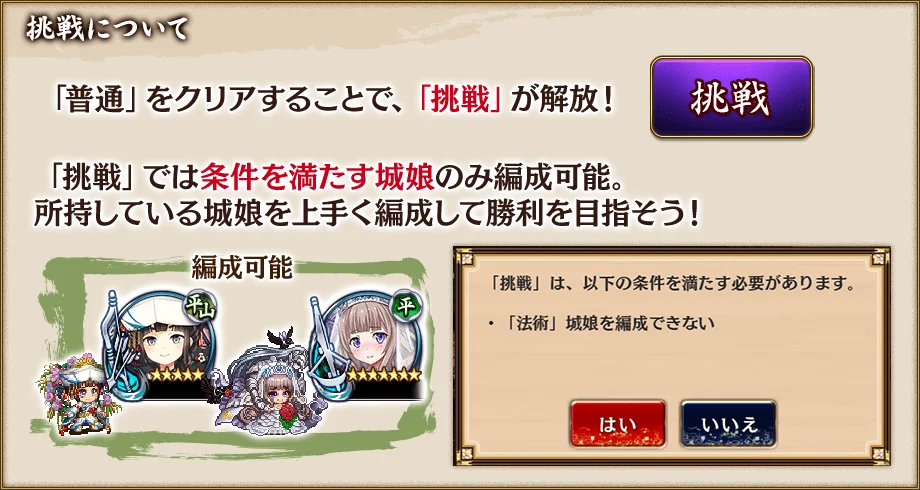 挑戦について
「普通」をクリアすることで、「挑戦」が解放！
挑戦
「挑戦」では条件を満たす城娘のみ編成可能。
所持している城娘を上手く編成して勝利を目指そう！
編成可能
平山
平
「挑戦」は、以下の条件を満たす必要があります。
・「法術」城娘を編成できない
はい
いいえ